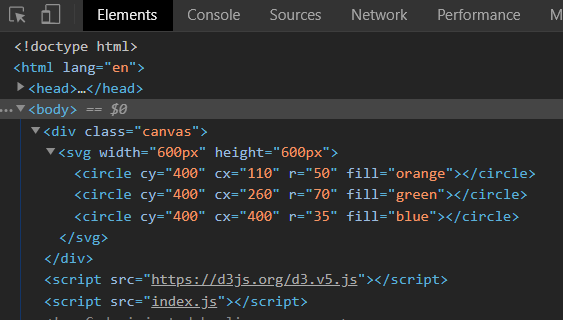 Elements Console Sources Network Performance M
<!doctype html>
<html lang="en">
<head>…</head>
…<body> == $0
<div class="canvas">
<svg width="600px" height="600px">
<circle cy="400" cx="110" r="50" fill="orange"></circle>
<circle cy="400" cx="260" r="70" fill="green"></circle>
<circle cy="400" cx="400" r="35" fill="blue"></circle>
</svg>
</div>
<script src="https://d3js.org/d3.v5.js"></script>
<script src="index.js"></script>